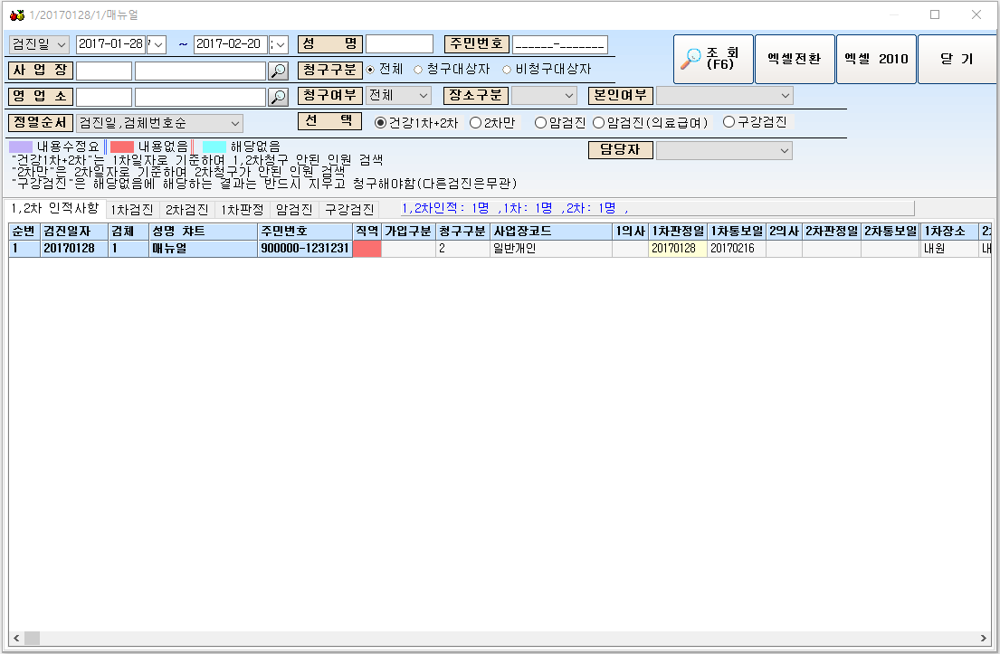 1/20170128/1/매뉴얼
검진일 2017-01-28 ~ 2017-02-20 성 명 주민번호 ______-_______
조 회 (F6) 엑셀전환 엑셀 2010 닫 기
사 업 장 청구구분 전체 청구대상자 비청구대상자
영 업 소 청구여부 전체 장소구분 본인여부
정열순서 검진일,검체번호순 선 택 건강1차+2차 2차만 암검진 암검진(의료급여) 구강검진
내용수정요 내용없음 해당없음 담당자
"건강1차+2차"는 1차일자로 기준하며 1,2차청구 안된 인원 검색
"2차만"은 2차일자로 기준하며 2차청구가 안된 인원 검색
"구강검진"은 해당없음에 해당하는 결과는 반드시 지우고 청구해야함(다른검진은무관)
1,2차 인적사항 1차검진 2차검진 1차판정 암검진 구강검진 1,2차인적: 1명 ,1차: 1명 ,2차: 1명 ,
순번 검진일자 검체 성명 챠트 주민번호 직역 가입구분 청구구분 사업장코드 1의사 1차판정일 1차통보일 2의사 2차판정일 2차통보일 1차장소
1 20170128 1 매뉴얼 900000-1231231 2 일반개인 20170128 20170216 내원